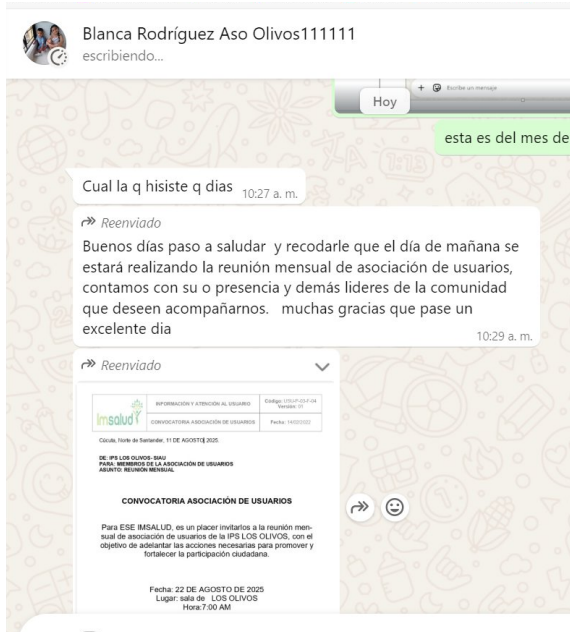 Blanca Rodríguez Aso Olivos111111
escribiendo...
+ Escribe un mensaje
Hoy
esta es del mes de
Cual la q hisiste q dias 10:27 a. m.
Reenviado
Buenos días paso a saludar y recodarle que el día de mañana se
estará realizando la reunión mensual de asociación de usuarios,
contamos con su o presencia y demás lideres de la comunidad
que deseen acompañarnos. muchas gracias que pase un
excelente dia
10:29 a. m.
Reenviado
imsalud
INFORMACIÓN Y ATENCIÓN AL USUARIO
CONVOCATORIA ASOCIACIÓN DE USUARIOS
Versión: 01
Cúcuta, Norte de Santander, 11 DE AGOSTO 2025.
DE: IPS LOS OLIVOS- SIAU
PARA: MIEMBROS DE LA ASOCIACIÓN DE USUARIOS
ASUNTO: REUNIÓN MENSUAL
CONVOCATORIA ASOCIACIÓN DE USUARIOS
Para ESE IMSALUD, es un placer invitarlos a la reunión men-
sual de asociación de usuarios de la IPS LOS OLIVOS, con el
objetivo de adelantar las acciones necesarias para promover y
fortalecer la participación ciudadana.
Fecha: 22 DE AGOSTO DE 2025
Lugar: sala de LOS OLIVOS
Hora:7:00 AM